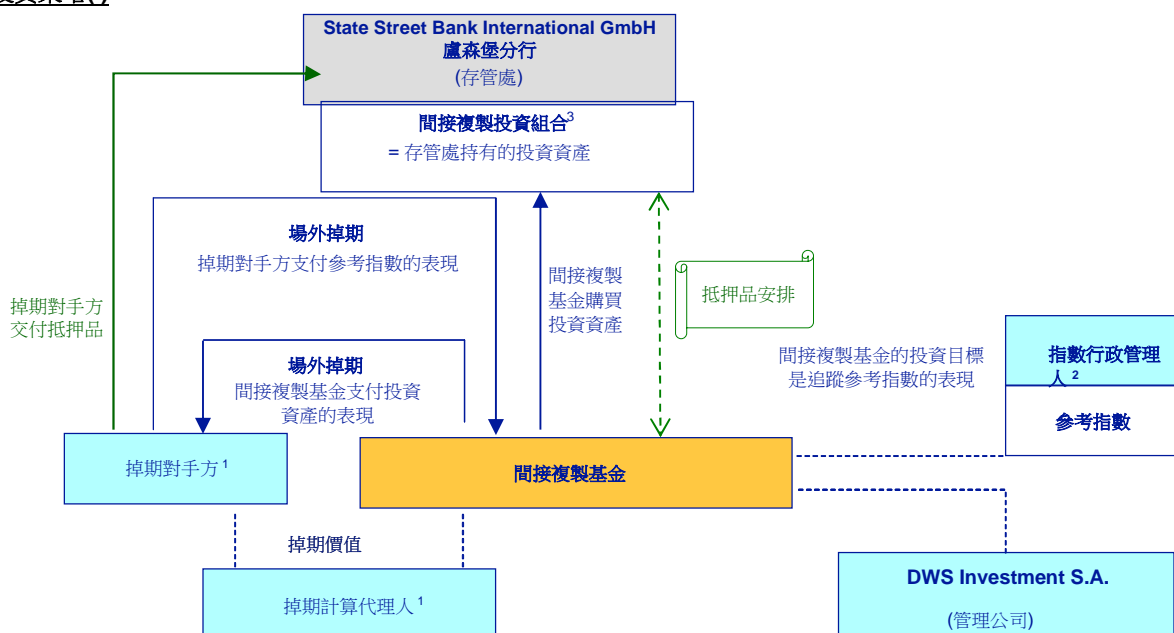 State Street Bank International GmbH
盧森堡分行
(存管處)
間接複製投資組合3
= 存管處持有的投資資產
場外掉期
掉期對手方支付參考指數的表現
間接複製
基金購買
投資資產
抵押品安排
掉期對手方
交付抵押品
場外掉期
間接複製基金支付投資
資產的表現
間接複製基金的投資目標
是追蹤參考指數的表現
指數行政管理
人 2
參考指數
掉期對手方 1
間接複製基金
掉期價值
掉期計算代理人 1
DWS Investment S.A.
(管理公司)